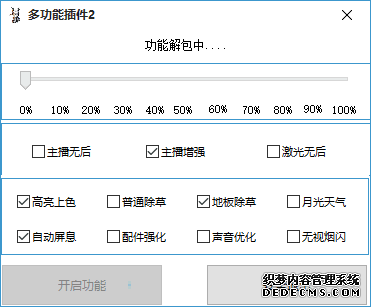 多功能插件2
功能解包中....
0% 10% 20% 30% 40% 50% 60% 70% 80% 90% 100%
主播无后 主播增强 激光无后
高亮上色 普通除草 地板除草 月光天气
自动屏息 配件强化 声音优化 无视烟闪
开启功能
织梦内容管理系统
DEDECMS.COM